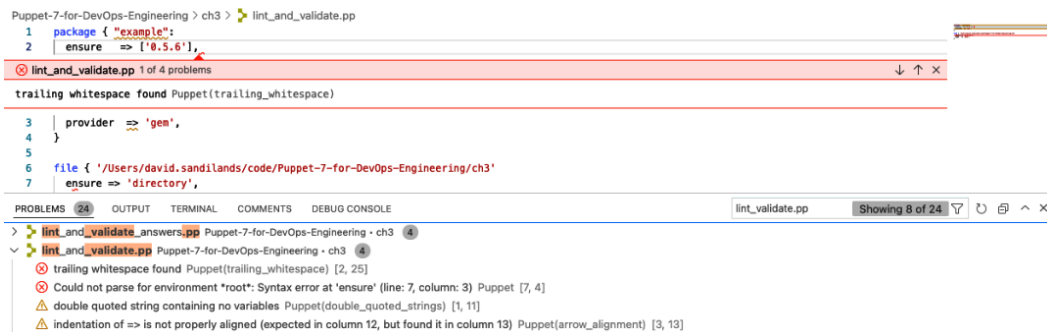 Puppet-7-for-DevOps-Engineering > ch3 > lint_and_validate.pp
1 package { "example":
2 ensure => ['0.5.6'],
lint_and_validate.pp 1 of 4 problems
trailing whitespace found Puppet(trailing_whitespace)
3 provider => 'gem',
4 }
5
6 file { '/Users/david.sandilands/code/Puppet-7-for-DevOps-Engineering/ch3'
7 ensure => 'directory',
PROBLEMS 24 OUTPUT TERMINAL COMMENTS DEBUG CONSOLE lint_validate.pp Showing 8 of 24
lint_and_validate_answers.pp Puppet-7-for-DevOps-Engineering • ch3 4
lint_and_validate.pp Puppet-7-for-DevOps-Engineering • ch3 4
trailing whitespace found Puppet(trailing_whitespace) [2, 25]
Could not parse for environment *root*: Syntax error at 'ensure' (line: 7, column: 3) Puppet [7, 4]
double quoted string containing no variables Puppet(double_quoted_strings) [1, 11]
indentation of => is not properly aligned (expected in column 12, but found it in column 13) Puppet(arrow_alignment) [3, 13]